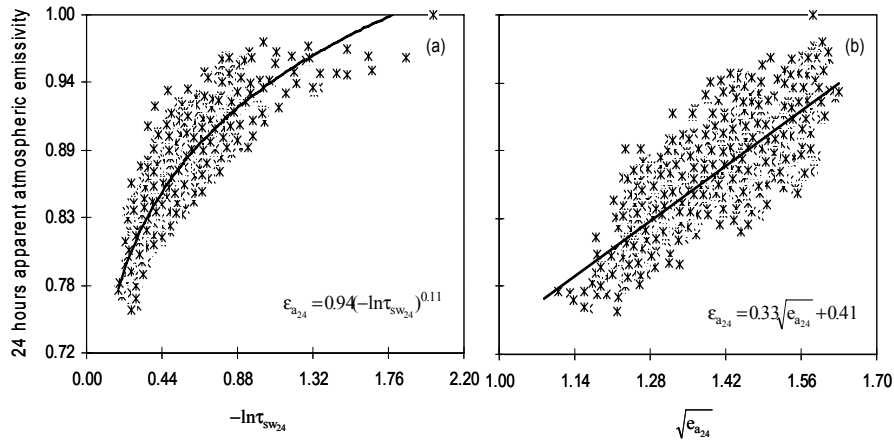 24 hours apparent atmospheric emissivity
1.00
0.94
0.89
0.83
0.78
0.72
(a)
εa24 = 0.94(−lnτsw24)^0.11
0.00 0.44 0.88 1.32 1.76 2.20
−lnτsw24
(b)
εa24 = 0.33√ea24 + 0.41
1.00 1.14 1.28 1.42 1.56 1.70
√ea24